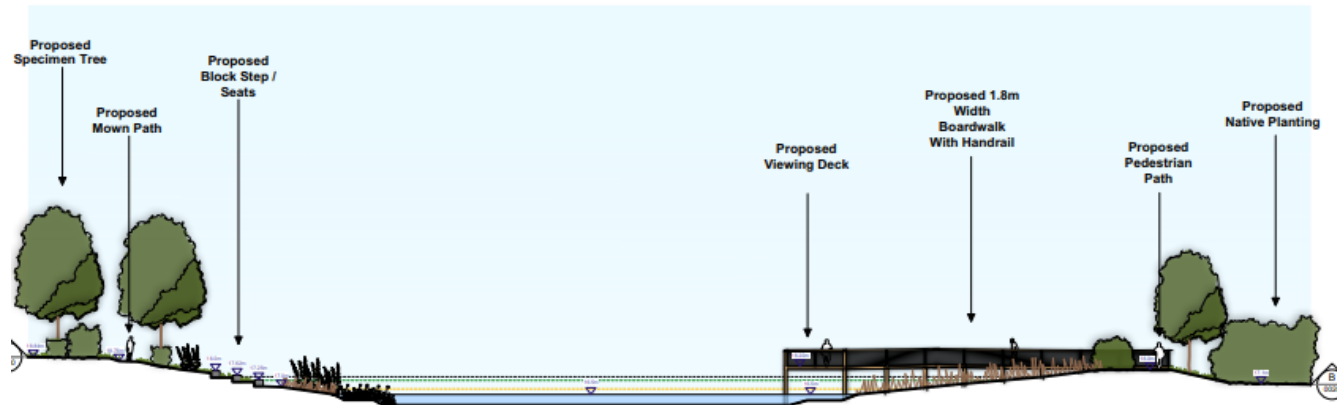 Proposed
Specimen Tree
Proposed
Mown Path
Proposed
Block Step /
Seats
Proposed
Viewing Deck
Proposed 1.8m
Width
Boardwalk
With Handrail
Proposed
Pedestrian
Path
Proposed
Native Planting
B